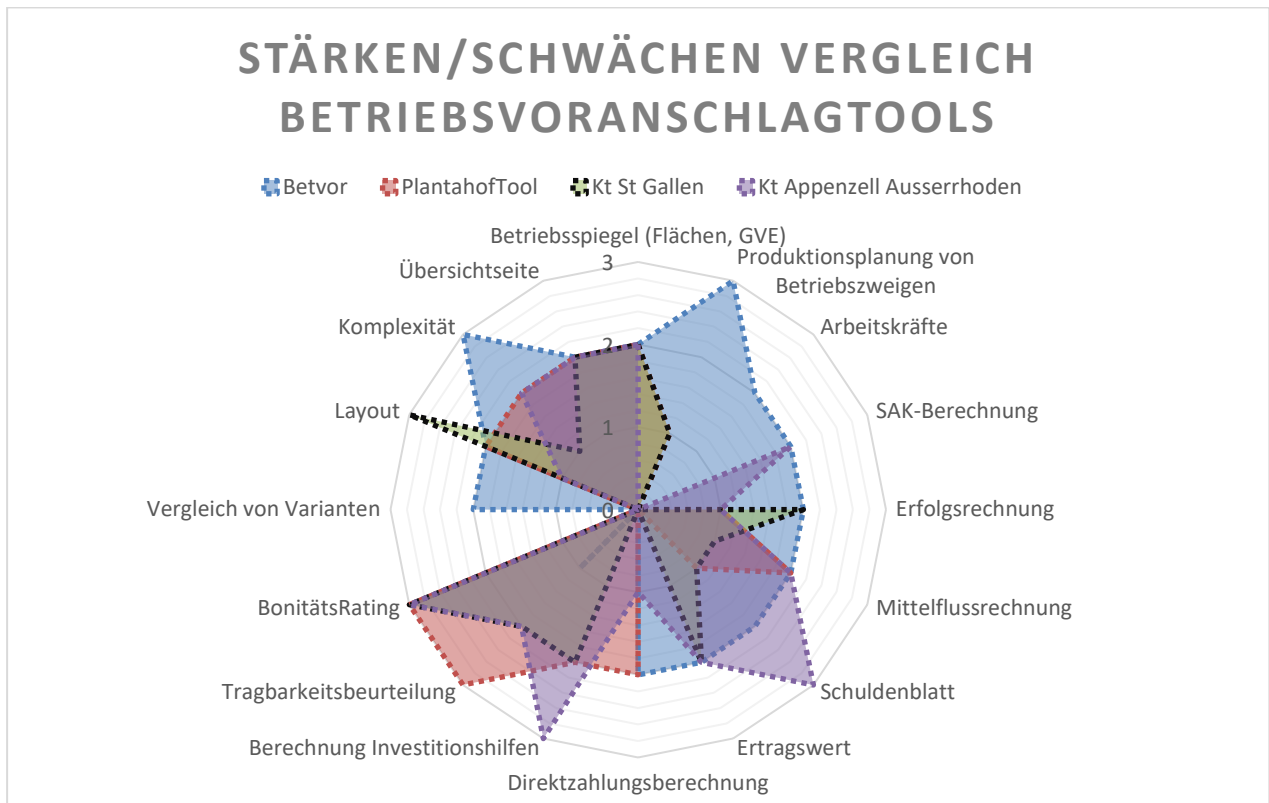 STÄRKEN/SCHWÄCHEN VERGLEICH
BETRIEBSVORANSCHLAGTOOLS
Betvor PlantahofTool Kt St Gallen Kt Appenzell Ausserrhoden
Betriebsspiegel (Flächen, GVE)
Produktionsplanung von
Betriebszweigen
Übersichtseite
3
Komplexität
Arbeitskräfte
2
Layout
SAK-Berechnung
1
Vergleich von Varianten
0
Erfolgsrechnung
BonitätsRating
Mittelflussrechnung
Tragbarkeitsbeurteilung
Schuldenblatt
Berechnung Investitionshilfen
Ertragswert
Direktzahlungsberechnung